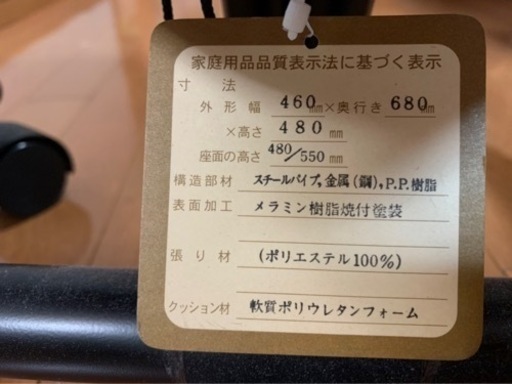 家庭用品品質表示法に基づく表示
寸法
外形幅 460mm×奥行き 680mm
×高さ 480mm
座面の高さ 480/550mm
構造部材 スチールパイプ,金属(鋼),P.P.樹脂
表面加工 メラミン樹脂焼付塗装
張り材 (ポリエステル100%)
クッション材 軟質ポリウレタンフォーム